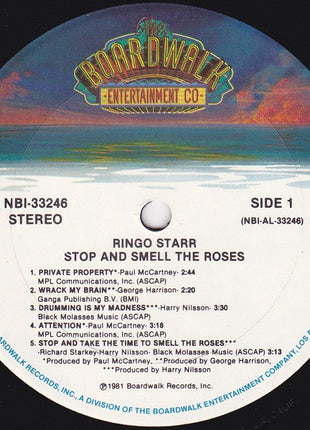 The
BOARDWALK
ENTERTAINMENT CO
NBI-33246
STEREO
SIDE 1
(NBI-AL-33246)
RINGO STARR
STOP AND SMELL THE ROSES
1. PRIVATE PROPERTY*-Paul McCartney- 2:44
MPL Communications, Inc. (ASCAP)
2. WRACK MY BRAIN**-George Harrison- 2:20
Ganga Publishing B.V. (BMI)
3. DRUMMING IS MY MADNESS***-Harry Nilsson- 3:30
Black Molasses Music (ASCAP)
4. ATTENTION*-Paul McCartney- 3:18
MPL Communications, Inc. (ASCAP)
5. STOP AND TAKE THE TIME TO SMELL THE ROSES***
-Richard Starkey-Harry Nilsson- Black Molasses Music (ASCAP) 3:13
*Produced by Paul McCartney, **Produced by George Harrison,
***Produced by Harry Nilsson
℗1981 Boardwalk Records, Inc.
BOARDWALK RECORDS, INC., A DIVISION OF THE BOARDWALK ENTERTAINMENT COMPANY, LOS A